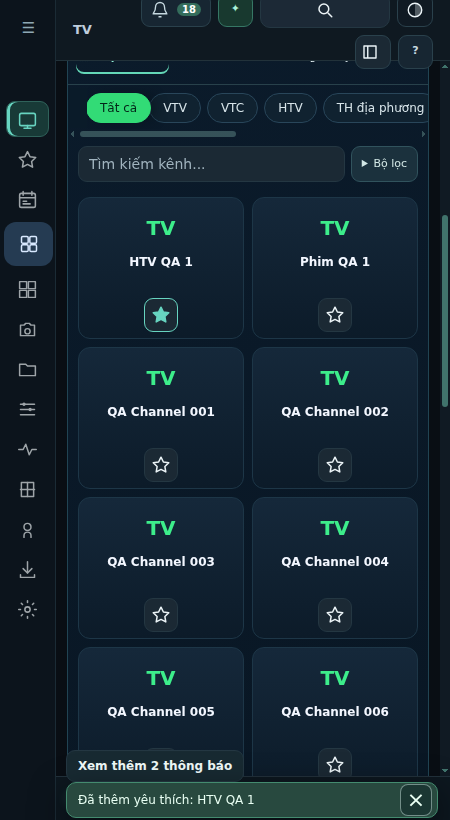 18
TV
?
Tất cả
VTV
VTC
HTV
TH địa phương
Tìm kiếm kênh...
Bộ lọc
TV
TV
HTV QA 1
Phim QA 1
TV
TV
QA Channel 001
QA Channel 002
TV
TV
QA Channel 003
QA Channel 004
TV
TV
QA Channel 005
QA Channel 006
Xem thêm 2 thông báo
Đã thêm yêu thích: HTV QA 1